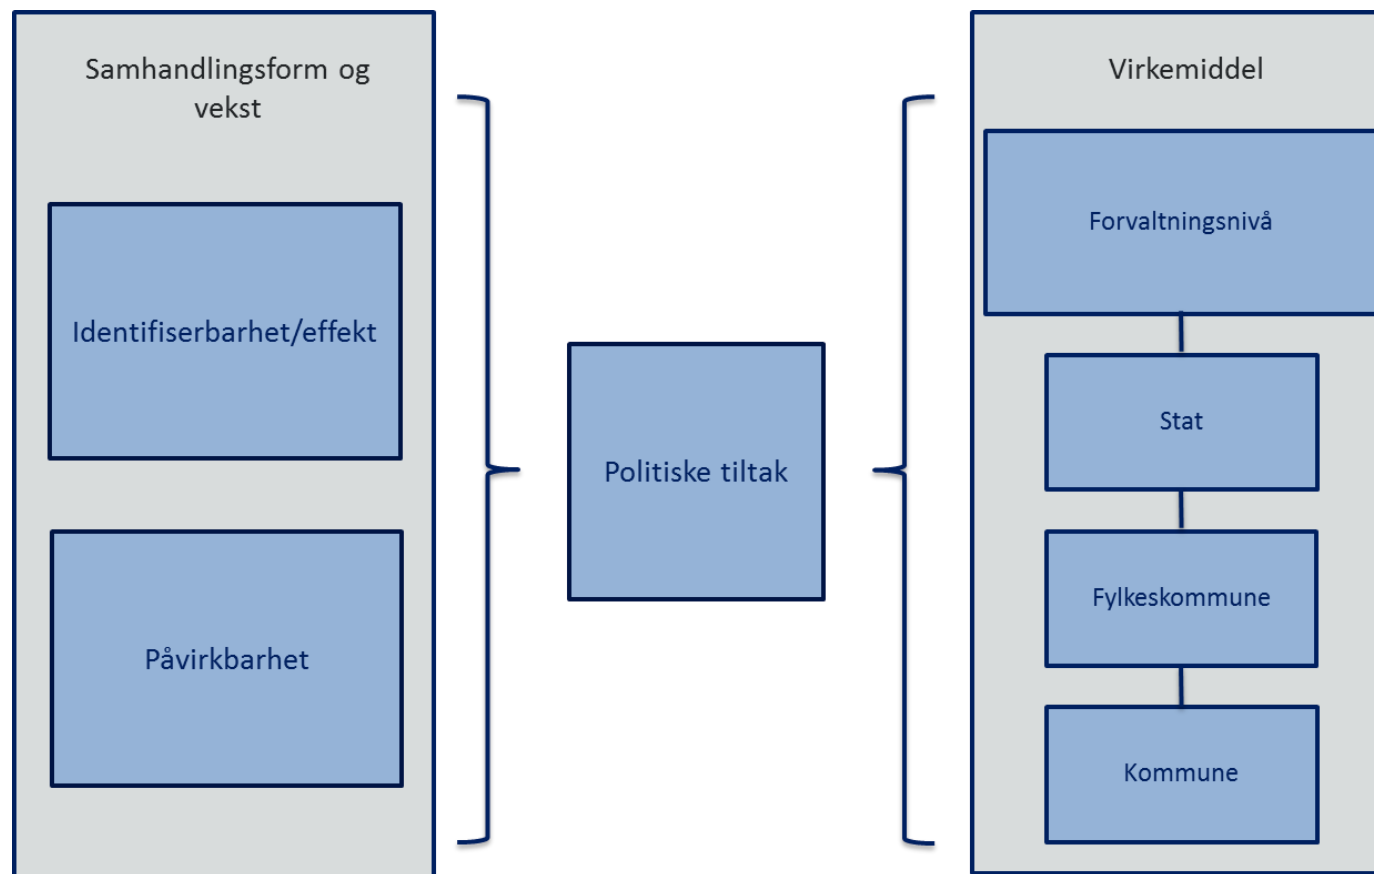 Samhandlingsform og
vekst
Identifiserbarhet/effekt
Påvirkbarhet
Politiske tiltak
Virkemiddel
Forvaltningsnivå
Stat
Fylkeskommune
Kommune